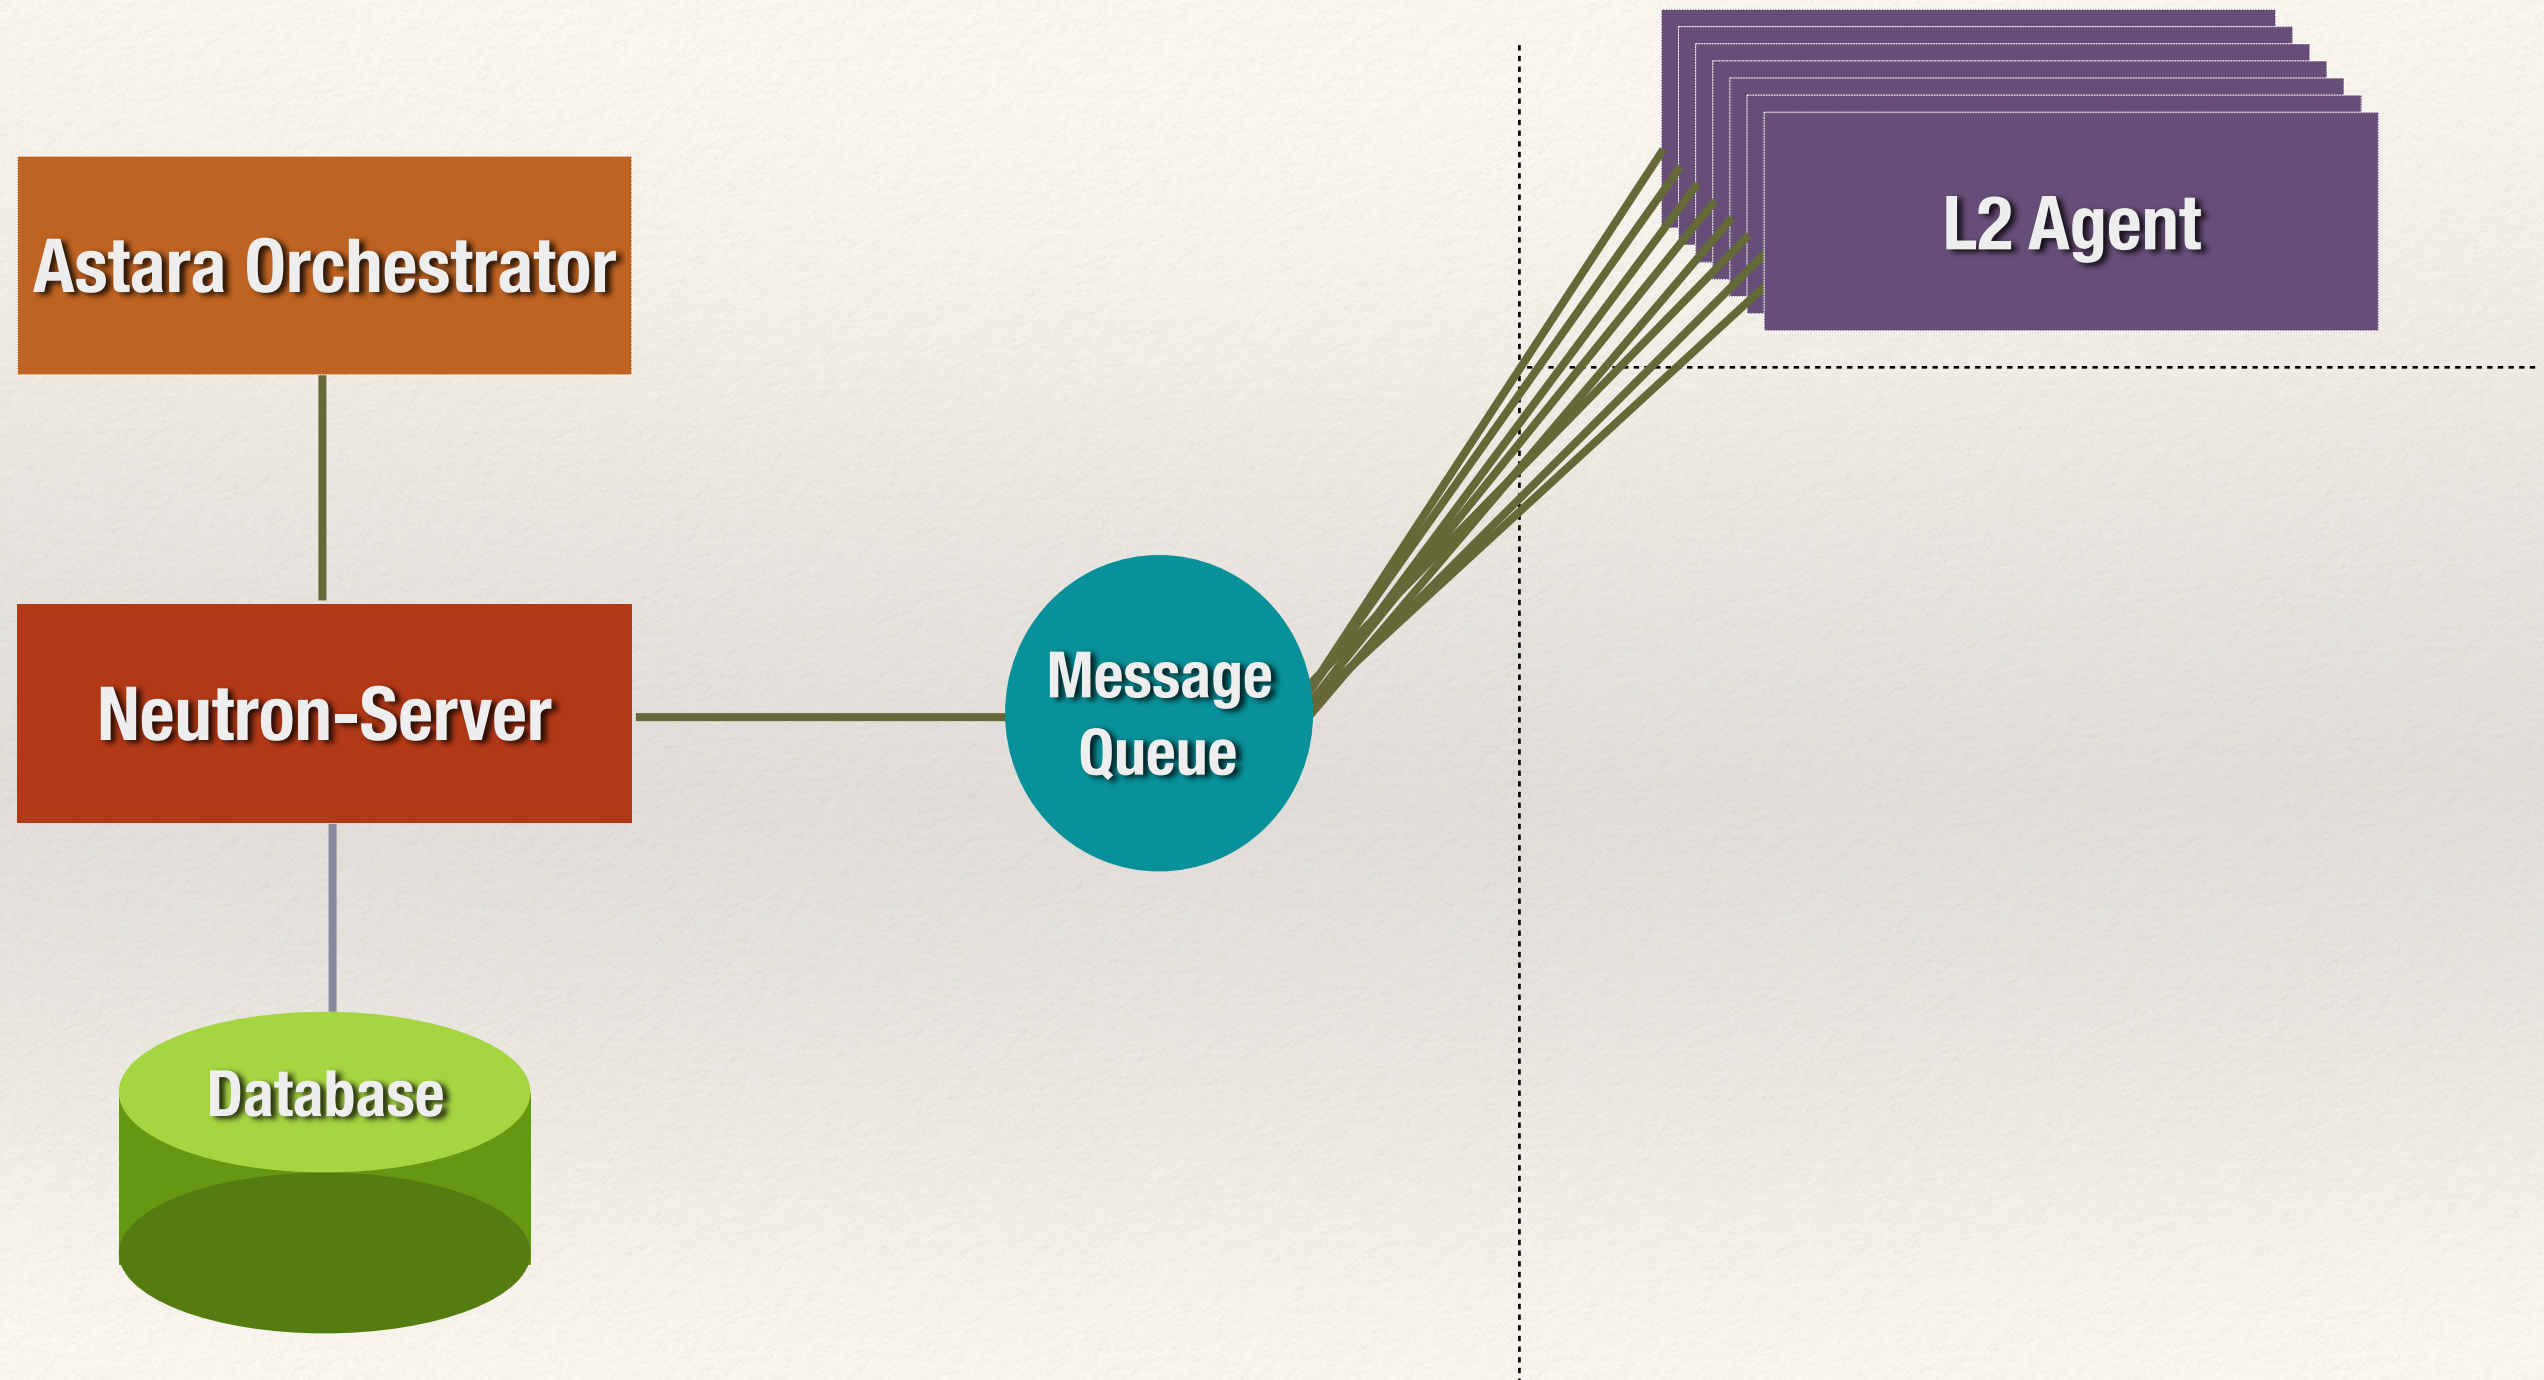 L2 Agent
Astara Orchestrator
Neutron-Server
Message
Queue
Database